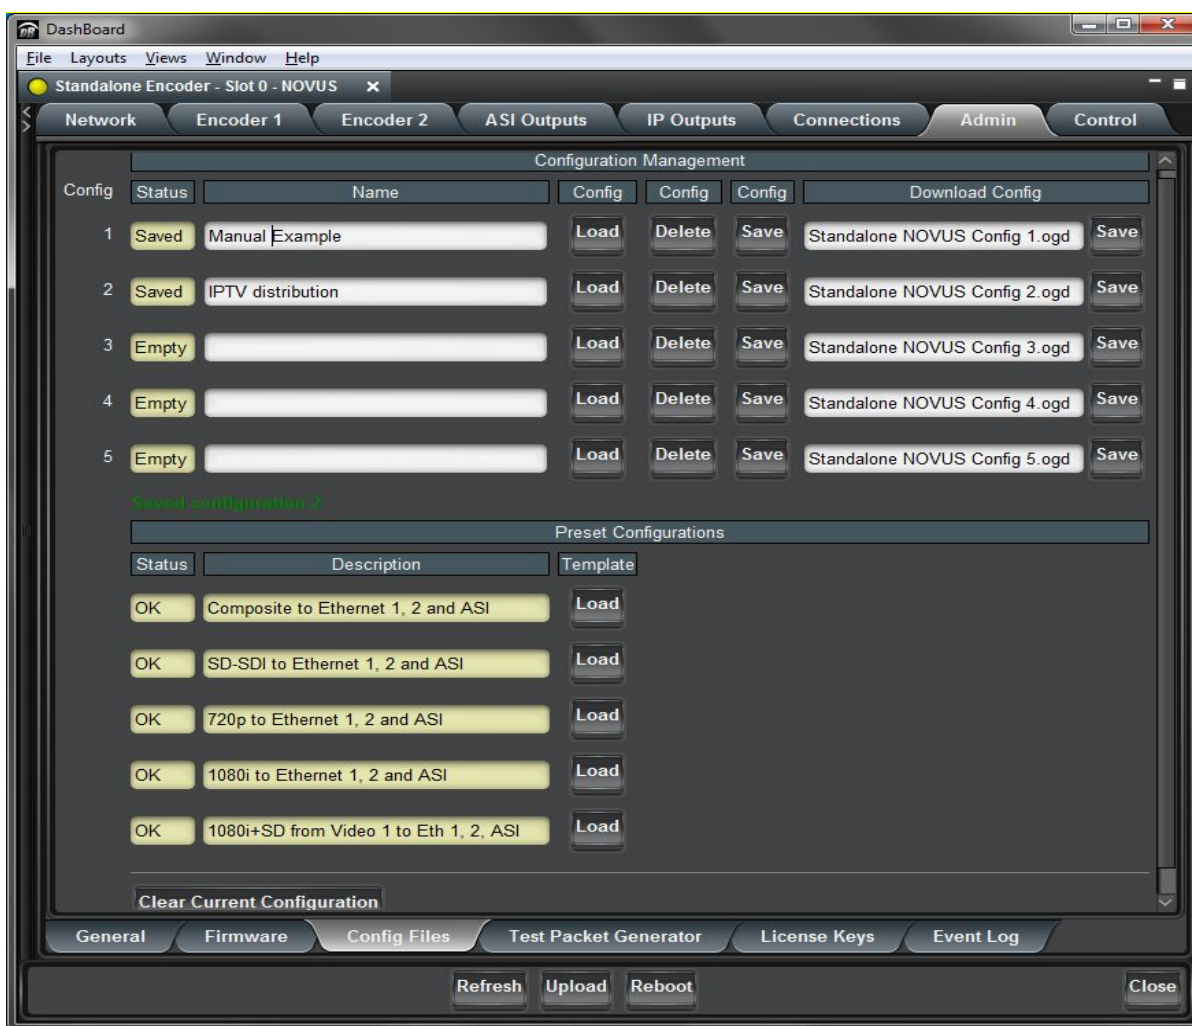 DashBoard
File Layouts Views Window Help
Standalone Encoder - Slot 0 - NOVUS
Network Encoder 1 Encoder 2 ASI Outputs IP Outputs Connections Admin Control
Configuration Management
Config Status Name Config Config Config Download Config
1 Saved Manual Example Load Delete Save Standalone NOVUS Config 1.ogd Save
2 Saved IPTV distribution Load Delete Save Standalone NOVUS Config 2.ogd Save
3 Empty Load Delete Save Standalone NOVUS Config 3.ogd Save
4 Empty Load Delete Save Standalone NOVUS Config 4.ogd Save
5 Empty Load Delete Save Standalone NOVUS Config 5.ogd Save
Saved configuration 2
Preset Configurations
Status Description Template
OK Composite to Ethernet 1, 2 and ASI Load
OK SD-SDI to Ethernet 1, 2 and ASI Load
OK 720p to Ethernet 1, 2 and ASI Load
OK 1080i to Ethernet 1, 2 and ASI Load
OK 1080i+SD from Video 1 to Eth 1, 2, ASI Load
Clear Current Configuration
General Firmware Config Files Test Packet Generator License Keys Event Log
Refresh Upload Reboot Close